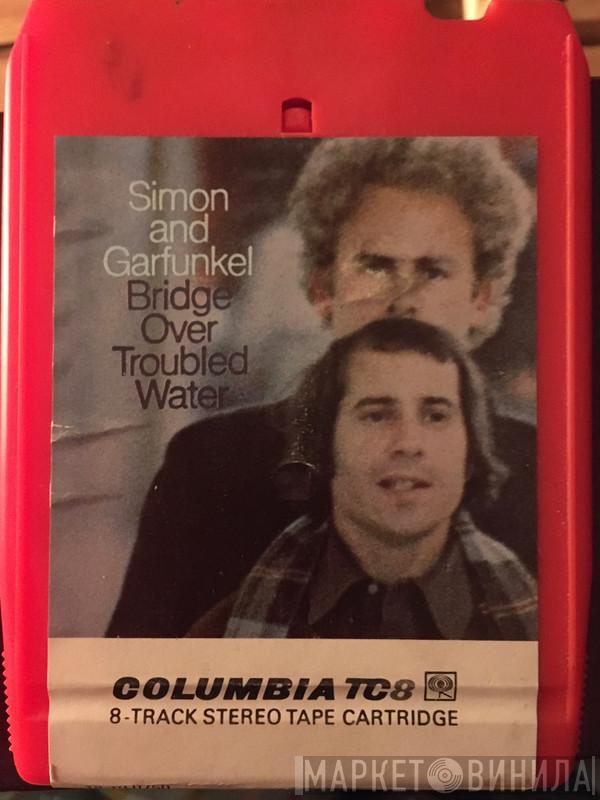 Simon
and
Garfunkel
Bridge
Over
Troubled
Water
COLUMBIA TC8
8-TRACK STEREO TAPE CARTRIDGE
МАРКЕТ ВИНИЛА